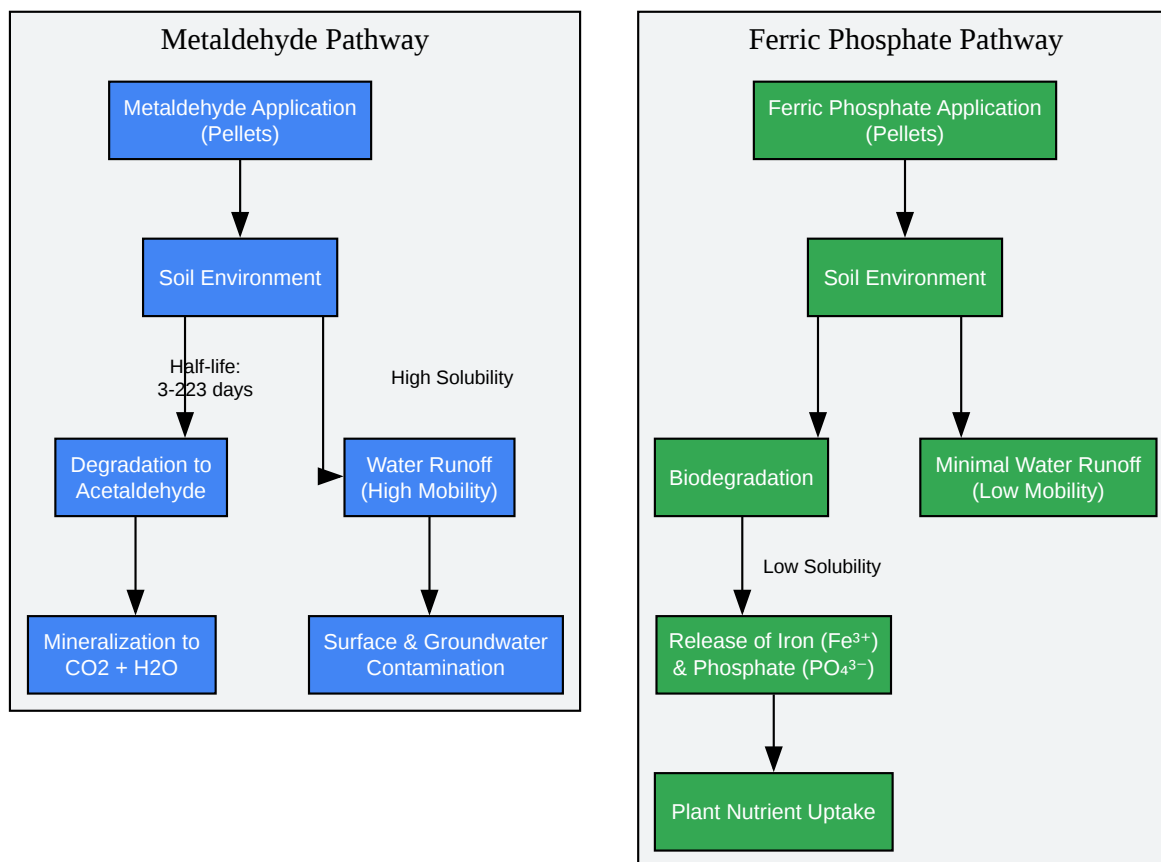 Metaldehyde Pathway
Metaldehyde Application
(Pellets)
Soil Environment
Half-life:
3-223 days
High Solubility
Degradation to
Acetaldehyde
Water Runoff
(High Mobility)
Mineralization to
CO2 + H2O
Surface & Groundwater
Contamination
Ferric Phosphate Pathway
Ferric Phosphate Application
(Pellets)
Soil Environment
Biodegradation
Minimal Water Runoff
(Low Mobility)
Low Solubility
Release of Iron (Fe³⁺)
& Phosphate (PO₄³⁻)
Plant Nutrient Uptake